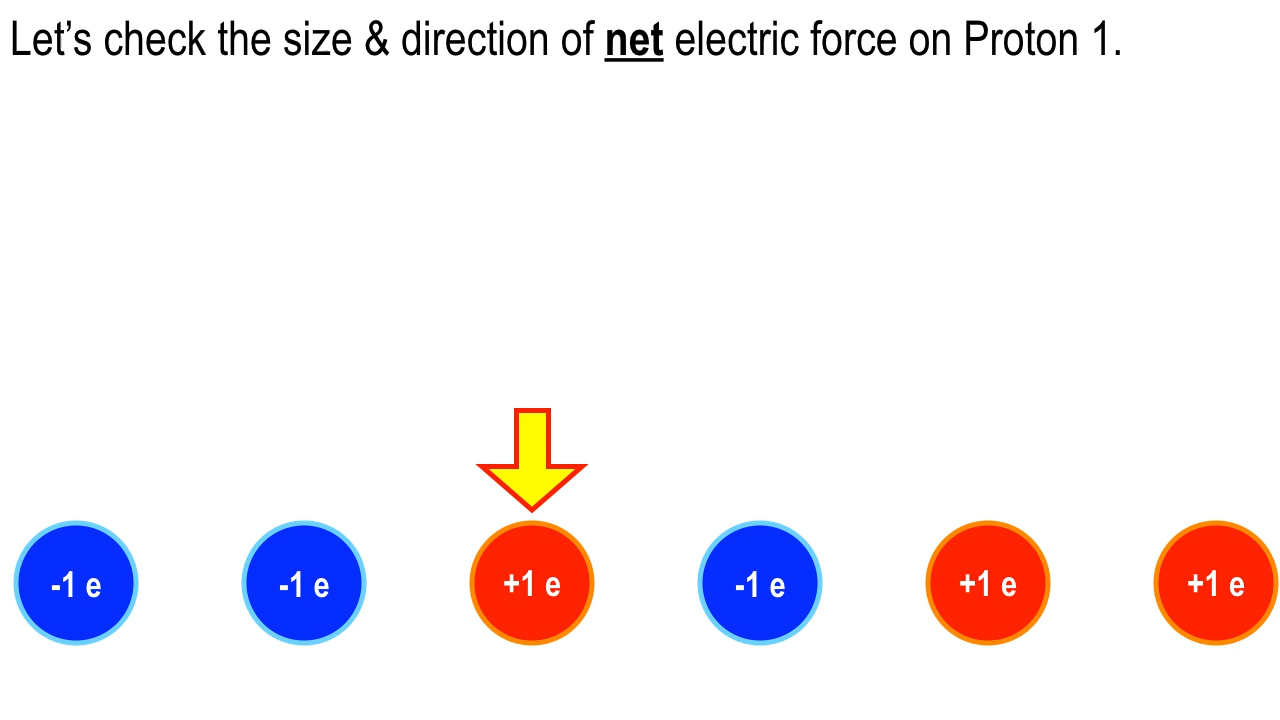 Let’s check the size & direction of net electric force on Proton 1.
-1 e
-1 e
+1 e
-1 e
+1 e
+1 e